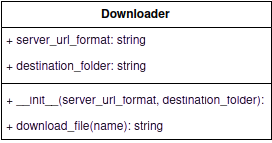 Downloader
+ server_url_format: string
+ destination_folder: string
+ __init__(server_url_format, destination_folder):
+ download_file(name): string